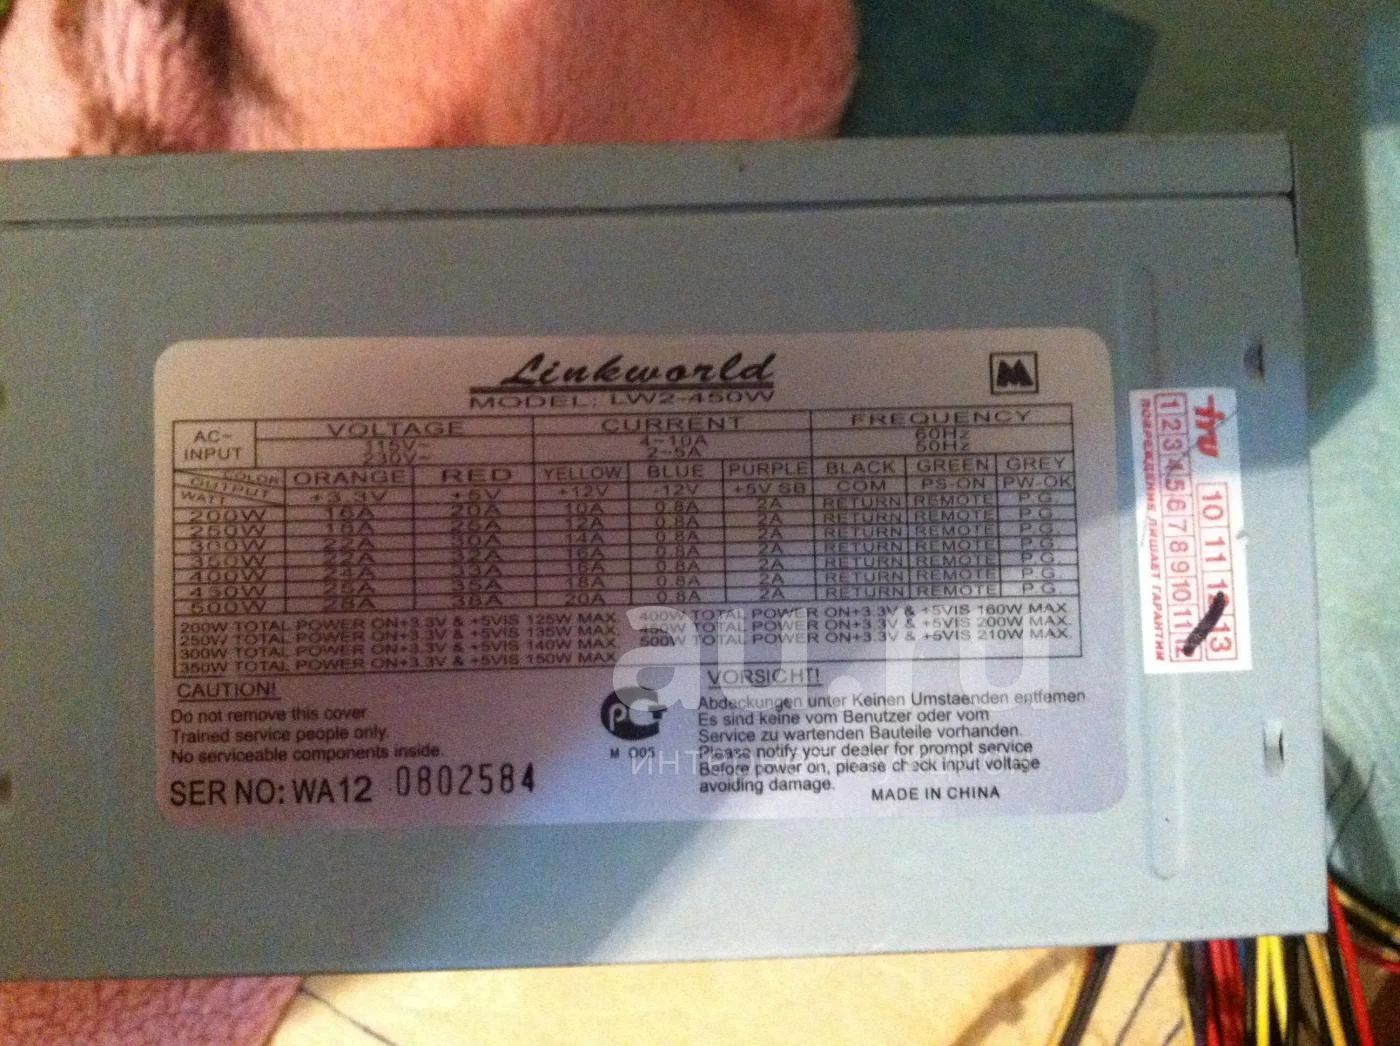 Linkworld
MODEL: LW2-450W
AC~ INPUT VOLTAGE CURRENT FREQUENCY
115V~ 4~10A 60Hz
230V~ 2~5A 50Hz
COLOR OUTPUT ORANGE RED YELLOW BLUE PURPLE BLACK GREEN GREY
WATT +3.3V +5V +12V -12V +5V SB COM PS-ON PW-OK
200W 16A 20A 10A 0.8A 2A RETURN REMOTE P.G.
250W 18A 25A 12A 0.8A 2A RETURN REMOTE P.G.
300W 22A 30A 14A 0.8A 2A RETURN REMOTE P.G.
350W 22A 32A 16A 0.8A 2A RETURN REMOTE P.G.
400W 24A 33A 16A 0.8A 2A RETURN REMOTE P.G.
450W 25A 35A 18A 0.8A 2A RETURN REMOTE P.G.
500W 28A 38A 20A 0.8A 2A RETURN REMOTE P.G.
200W TOTAL POWER ON+3.3V & +5VIS 125W MAX. 400W TOTAL POWER ON+3.3V & +5VIS 160W MAX.
250W TOTAL POWER ON+3.3V & +5VIS 135W MAX. 450W TOTAL POWER ON+3.3V & +5VIS 200W MAX.
300W TOTAL POWER ON+3.3V & +5VIS 140W MAX. 500W TOTAL POWER ON+3.3V & +5VIS 210W MAX.
350W TOTAL POWER ON+3.3V & +5VIS 150W MAX.
CAUTION!
Do not remove this cover
Trained service people only.
No serviceable components inside.
SER NO: WA12 0802584
РСТ
M 005
VORSICHT!
Abdeckungen unter Keinen Umstaenden entfernen
Es sind keine vom Benutzer oder vom
Service zu wartenden Bauteile vorhanden.
Please notify your dealer for prompt service
Before power on, please check input voltage
avoiding damage.
MADE IN CHINA
au.ru
10 11 12 13
1 2 3 4 5 6 7 8 9 10 11 12
ПОВРЕЖДЕНИЕ ЛИШАЕТ ГАРАНТИИ